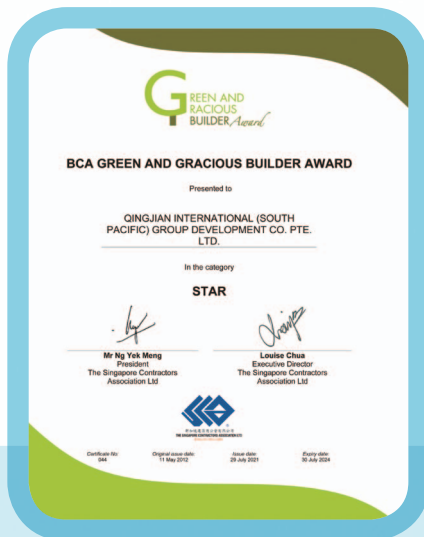 GREEN AND
GRACIOUS
BUILDER Award
BCA GREEN AND GRACIOUS BUILDER AWARD
Presented to
QINGJIAN INTERNATIONAL (SOUTH
PACIFIC) GROUP DEVELOPMENT CO. PTE.
LTD.
In the category
STAR
Mr Ng Yek Meng
President
The Singapore Contractors
Association Ltd
Louise Chua
Executive Director
The Singapore Contractors
Association Ltd
THE SINGAPORE CONTRACTORS ASSOCIATION LTD
Certificate No:
044
Original issue date:
11 May 2012
Issue date:
29 July 2021
Expiry date:
30 July 2024